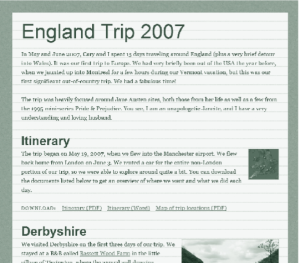 England Trip 2007
In May and June 2007, Cary and I spent 15 days traveling around England (plus a very brief detour
into Wales). It was our first trip to Europe. We had very briefly been out of the USA the year before,
when we jaunted up into Montreal for a few hours during our Vermont vacation, but this was our
first significant out-of-country trip. We had a fabulous time!
The trip was heavily focused around Jane Austen sites, both those from her life as well as a few from
the 1995 mini-series Pride & Prejudice. You see, I am an unapologetic Janeite, and I have a very
understanding and loving husband.
Itinerary
The trip began on May 19, 2007, when we flew into the Manchester airport. We flew
back home from London on June 3. We rented a car for the entire non-London
portion of our trip, so we were able to explore around quite a bit. You can download
the documents listed below to get an overview of where we went and what we did each
day.
DOWNLOAD: Itinerary (PDF) Itinerary (Word) Map of trip locations (PDF)
Derbyshire
We visited Derbyshire on the first three days of our trip. We
stayed at a B&B called Bassett Wood Farm in the little